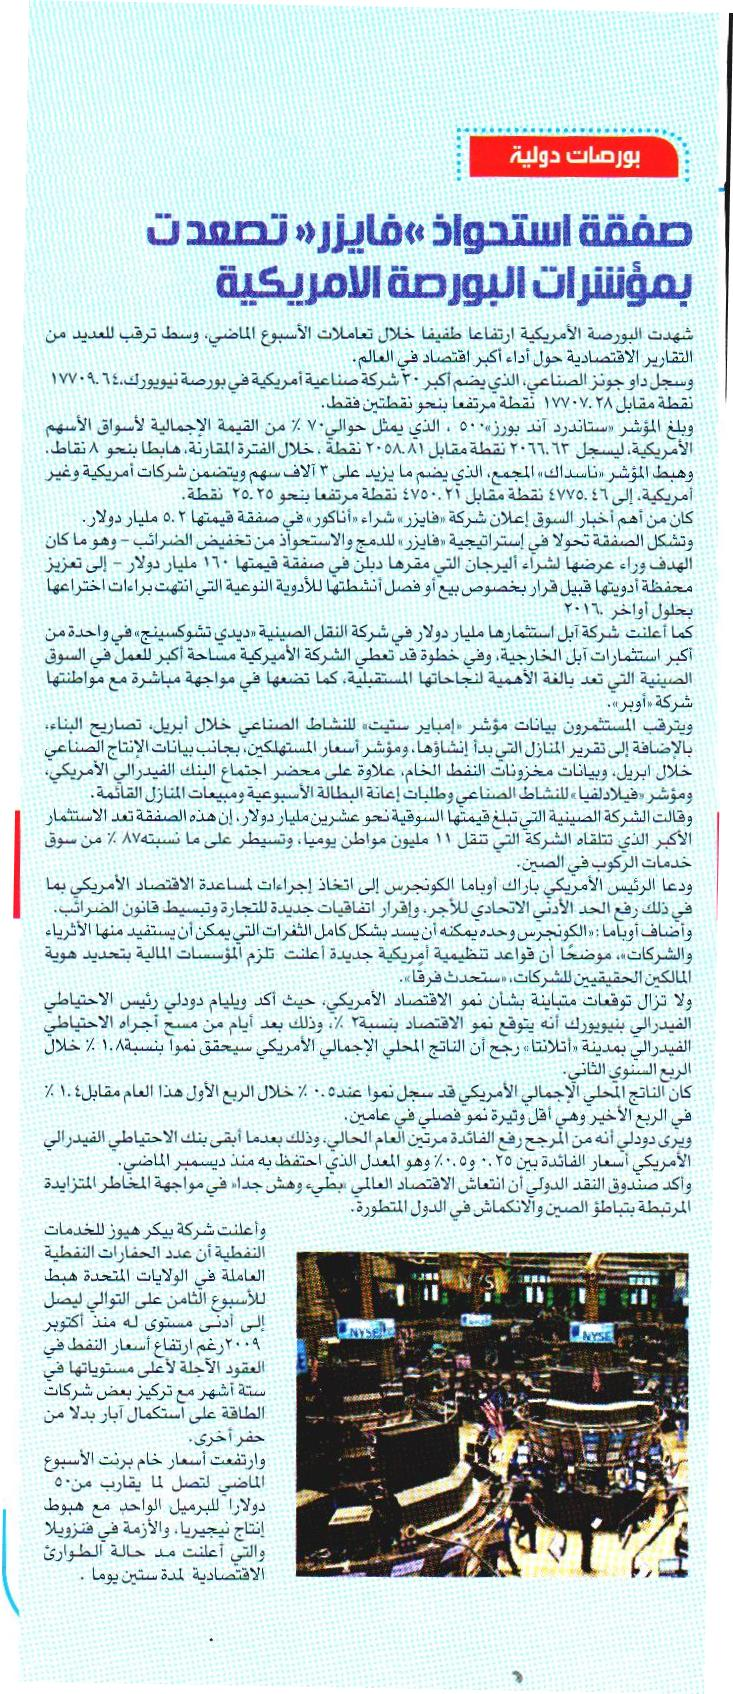 بورصات دولية
صفقة استحواذ «فايزر» تصعد ت
بمؤشرات البورصة الامريكية
شهدت البورصة الأمريكية ارتفاعا طفيفا خلال تعاملات الأسبوع الماضي، وسط ترقب للعديد من
التقارير الاقتصادية حول أداء أكبر اقتصاد في العالم.
وسجل داو جونز الصناعي، الذي يضم أكبر ٣٠ شركة صناعية أمريكية في بورصة نيويورك، ١٧٧٠٩.٦٤
نقطة مقابل ١٧٧٠٧.٢٨ نقطة مرتفعا بنحو نقطتين فقط.
وبلغ المؤشر «ستاندرد آند بورز» ٥٠٠ ، الذي يمثل حوالي ٧٠ ٪ من القيمة الإجمالية لأسواق الأسهم
الأمريكية، ليسجل ٢٠٦٦.٦٣ نقطة مقابل ٢٠٥٨.٨١ نقطة ، خلال الفترة المقارنة، هابطا بنحو ٨ نقاط.
وهبط المؤشر «ناسداك» المجمع، الذي يضم ما يزيد على ٣ آلاف سهم ويتضمن شركات أمريكية وغير
أمريكية، إلى ٤٧٧٥.٤٦ نقطة مقابل ٤٧٥٠.٢١ نقطة مرتفعا بنحو ٢٥.٢٥ نقطة.
كان من أهم أخبار السوق إعلان شركة «فايزر» شراء «أناكور» في صفقة قيمتها ٥.٢ مليار دولار.
وتشكل الصفقة تحولا في إستراتيجية «فايزر» للدمج والاستحواذ من تخفيض الضرائب – وهو ما كان
الهدف وراء عرضها لشراء أليرجان التي مقرها دبلن في صفقة قيمتها ١٦٠ مليار دولار – إلى تعزيز
محفظة أدويتها قبيل قرار بخصوص بيع أو فصل أنشطتها للأدوية النوعية التي انتهت براءات اختراعها
بحلول أواخر ٢٠١٦.
كما أعلنت شركة آبل استثمارها مليار دولار في شركة النقل الصينية «ديدي تشوكسينج» في واحدة من
أكبر استثمارات آبل الخارجية، وفي خطوة قد تعطي الشركة الأميركية مساحة أكبر للعمل في السوق
الصينية التي تعد بالغة الأهمية لنجاحاتها المستقبلية، كما تضعها في مواجهة مباشرة مع مواطنتها
شركة «أوبر».
ويترقب المستثمرون بيانات مؤشر «إمباير ستيت» للنشاط الصناعي خلال أبريل، تصاريح البناء،
بالإضافة إلى تقرير المنازل التي بدأ إنشاؤها، ومؤشر أسعار المستهلكين، بجانب بيانات الإنتاج الصناعي
خلال ابريل، وبيانات مخزونات النفط الخام، علاوة على محضر اجتماع البنك الفيدرالي الأمريكي،
ومؤشر «فيلادلفيا» للنشاط الصناعي وطلبات إعانة البطالة الأسبوعية ومبيعات المنازل القائمة.
وقالت الشركة الصينية التي تبلغ قيمتها السوقية نحو عشرين مليار دولار، إن هذه الصفقة تعد الاستثمار
الأكبر الذي تتلقاه الشركة التي تنقل ١١ مليون مواطن يوميا، وتسيطر على ما نسبته ٨٧ ٪ من سوق
خدمات الركوب في الصين.
ودعا الرئيس الأمريكي باراك أوباما الكونجرس إلى اتخاذ إجراءات لمساعدة الاقتصاد الأمريكي بما
في ذلك رفع الحد الأدني الاتحادي للأجر، وإقرار اتفاقيات جديدة للتجارة وتبسيط قانون الضرائب.
وأضاف أوباما : «الكونجرس وحده يمكنه أن يسد بشكل كامل الثغرات التي يمكن أن يستفيد منها الأثرياء
والشركات»، موضحًا أن قواعد تنظيمية أمريكية جديدة أعلنت تلزم المؤسسات المالية بتحديد هوية
المالكين الحقيقيين للشركات، «ستحدث فرقًا».
ولا تزال توقعات متباينة بشأن نمو الاقتصاد الأمريكي، حيث أكد ويليام دودلي رئيس الاحتياطي
الفيدرالي بنيويورك أنه يتوقع نمو الاقتصاد بنسبة ٢ ٪، وذلك بعد أيام من مسح أجراه الاحتياطي
الفيدرالي بمدينة «أتلانتا» رجح أن الناتج المحلي الإجمالي الأمريكي سيحقق نموا بنسبة ١.٨ ٪ خلال
الربع السنوي الثاني.
كان الناتج المحلي الإجمالي الأمريكي قد سجل نموا عند ٠.٥ ٪ خلال الربع الأول هذا العام مقابل ١.٤ ٪
في الربع الأخير وهي أقل وتيرة نمو فصلي في عامين.
ويرى دودلي أنه من المرجح رفع الفائدة مرتين العام الحالي، وذلك بعدما أبقى بنك الاحتياطي الفيدرالي
الأمريكي أسعار الفائدة بين ٠.٢٥ و ٠.٥٪ وهو المعدل الذي احتفظ به منذ ديسمبر الماضي.
وأكد صندوق النقد الدولي أن انتعاش الاقتصاد العالمي «بطيء وهش جدا» في مواجهة المخاطر المتزايدة
المرتبطة بتباطؤ الصين والانكماش في الدول المتطورة.
وأعلنت شركة بيكر هيوز للخدمات
النفطية أن عدد الحفارات النفطية
العاملة في الولايات المتحدة هبط
للأسبوع الثامن على التوالي ليصل
إلى أدنى مستوى له منذ أكتوبر
٢٠٠٩ رغم ارتفاع أسعار النفط في
العقود الآجلة لأعلى مستوياتها في
ستة أشهر مع تركيز بعض شركات
الطاقة على استكمال آبار بدلا من
حفر أخرى.
وارتفعت أسعار خام برنت الأسبوع
الماضي لتصل لما يقارب من ٥٠
دولاراً للبرميل الواحد مع هبوط
إنتاج نيجيريا، والأزمة في فنزويلا
والتي أعلنت مد حالة الطوارئ
الاقتصادية لمدة ستين يوما .
NYSE
NYSE
NYSE